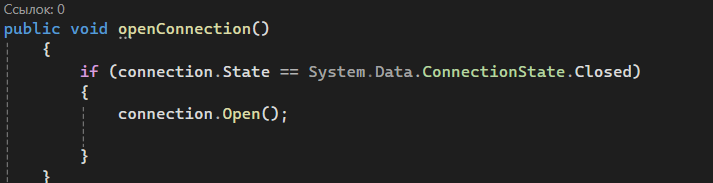 Ссылок: 0
public void openConnection()
{
if (connection.State == System.Data.ConnectionState.Closed)
{
connection.Open();
}
}